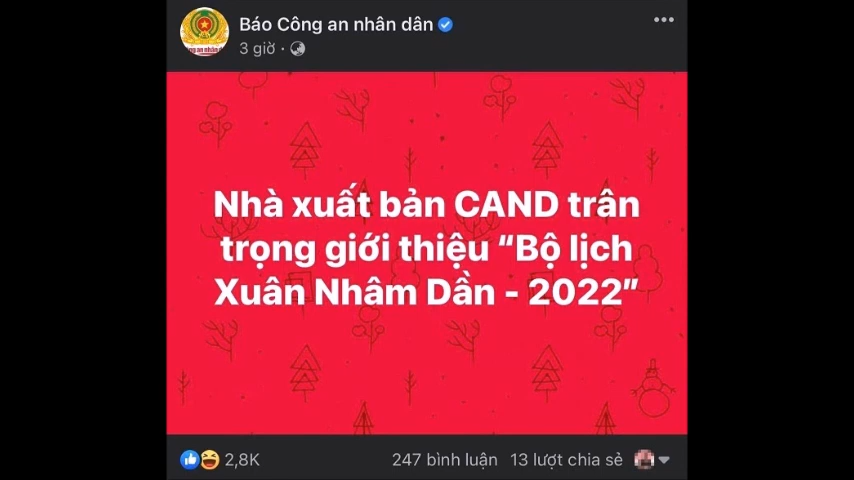 Báo Công an nhân dân
3 giờ ·
Nhà xuất bản CAND trân
trọng giới thiệu “Bộ lịch
Xuân Nhâm Dần - 2022”
2,8K 247 bình luận 13 lượt chia sẻ